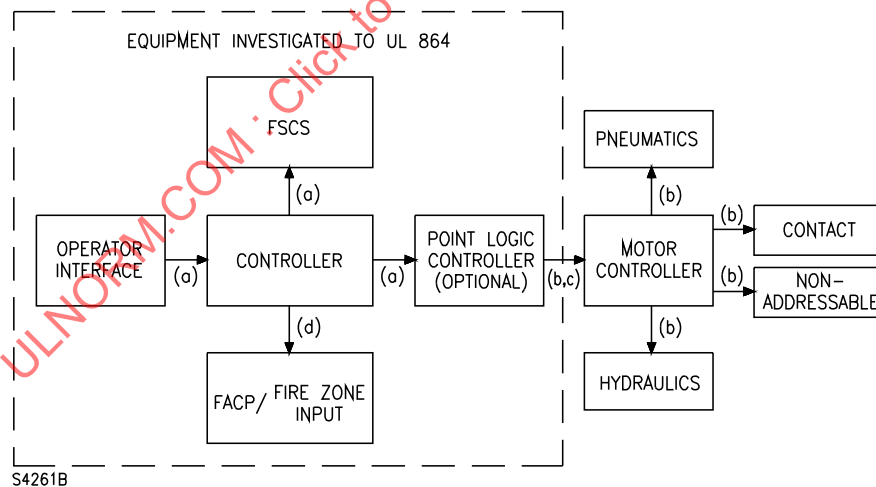 EQUIPMENT INVESTIGATED TO UL 864
FSCS
(a)
OPERATOR
INTERFACE
(a)
CONTROLLER
(a)
POINT LOGIC
CONTROLLER
(OPTIONAL)
(b,c)
(d)
FACP/ FIRE ZONE
INPUT
PNEUMATICS
(b)
MOTOR
CONTROLLER
(b)
CONTACT
(b)
NON-
ADDRESSABLE
(b)
HYDRAULICS
S4261B
ULNORM.COM : Click to